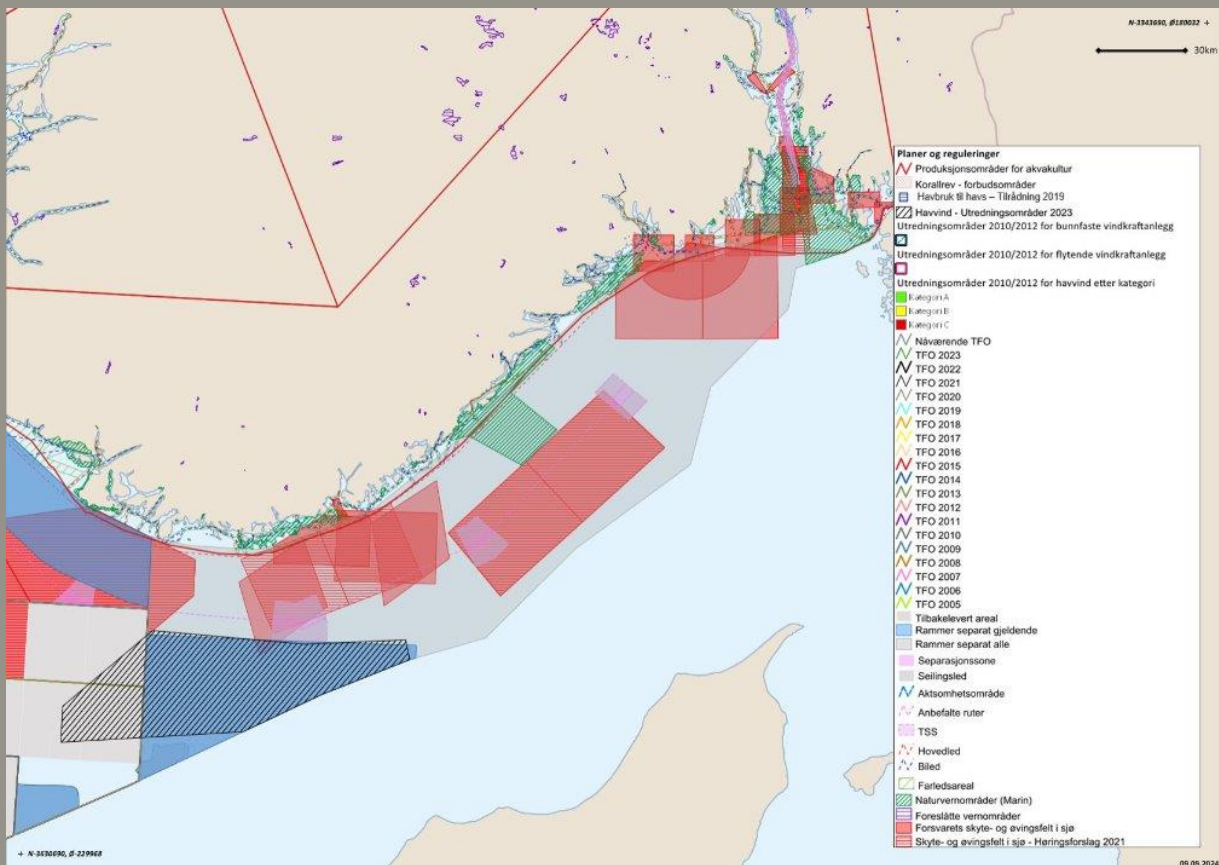 N-3343690, Ø180032 +
30km
Planer og reguleringer
Produksjonsområder for akvakultur
Korallrev - forbudsområder
Havbruk til havs – Tilrådning 2019
Havvind - Utredningsområder 2023
Utredningsområder 2010/2012 for bunnfaste vindkraftanlegg
Utredningsområder 2010/2012 for flytende vindkraftanlegg
Utredningsområder 2010/2012 for havvind etter kategori
Kategori A
Kategori B
Kategori C
Nåværende TFO
TFO 2023
TFO 2022
TFO 2021
TFO 2020
TFO 2019
TFO 2018
TFO 2017
TFO 2016
TFO 2015
TFO 2014
TFO 2013
TFO 2012
TFO 2011
TFO 2010
TFO 2009
TFO 2008
TFO 2007
TFO 2006
TFO 2005
Tilbakelevert areal
Rammer separat gjeldende
Rammer separat alle
Separasjonssone
Seilingsled
Aktsomhetsområde
Anbefalte ruter
TSS
Hovedled
Biled
Farledsareal
Naturvernområder (Marin)
Foreslåtte vernområder
Forsvarets skyte- og øvingsfelt i sjø
Skyte- og øvingsfelt i sjø - Høringsforslag 2021
+ N-3630690, Ø-229968
09.09.2024